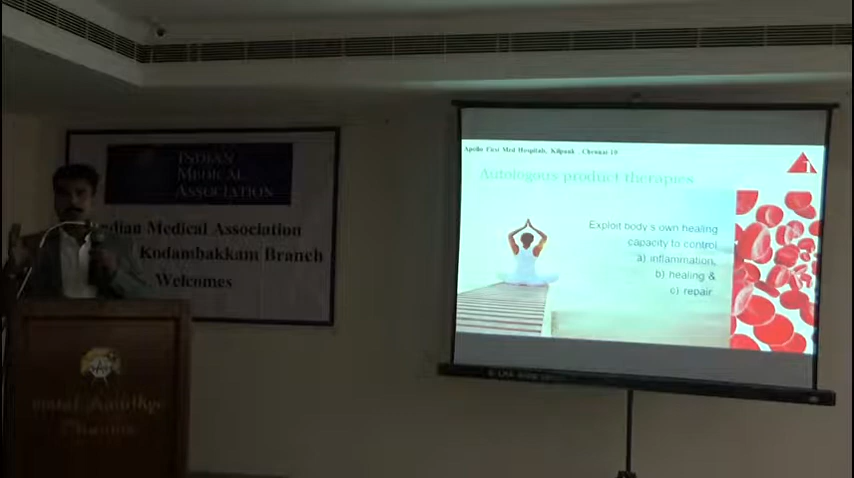 INDIAN
MEDICAL
ASSOCIATION
Indian Medical Association
Kodambakkam Branch
Welcomes
Apollo First Med Hospitals, Kilpauk, Chennai 10
Autologous product therapies
Exploit body's own healing
capacity to control
a) inflammation,
b) healing &
c) repair